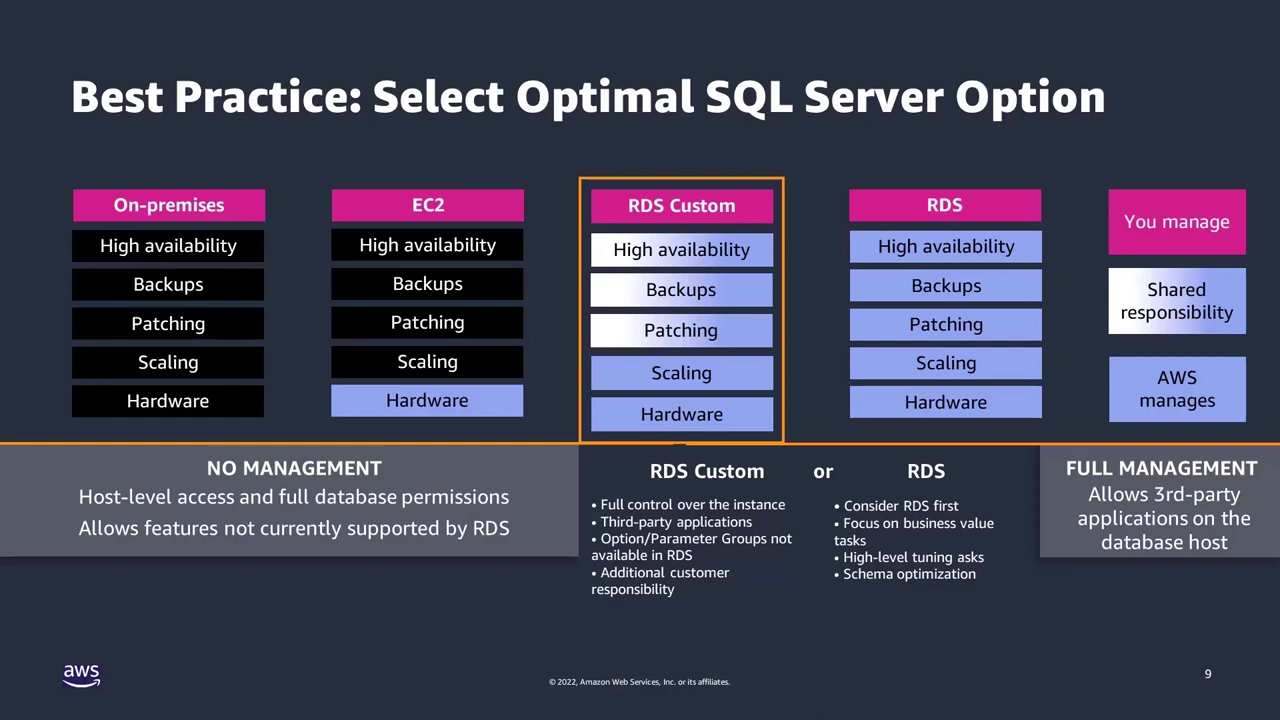 Best Practice: Select Optimal SQL Server Option
On-premises
High availability
Backups
Patching
Scaling
Hardware
EC2
High availability
Backups
Patching
Scaling
Hardware
RDS Custom
High availability
Backups
Patching
Scaling
Hardware
RDS
High availability
Backups
Patching
Scaling
Hardware
You manage
Shared
responsibility
AWS
manages
NO MANAGEMENT
Host-level access and full database permissions
Allows features not currently supported by RDS
RDS Custom or RDS
• Full control over the instance
• Third-party applications
• Option/Parameter Groups not
available in RDS
• Additional customer
responsibility
• Consider RDS first
• Focus on business value
tasks
• High-level tuning asks
• Schema optimization
FULL MANAGEMENT
Allows 3rd-party
applications on the
database host
aws
© 2022, Amazon Web Services, Inc. or its affiliates.
9